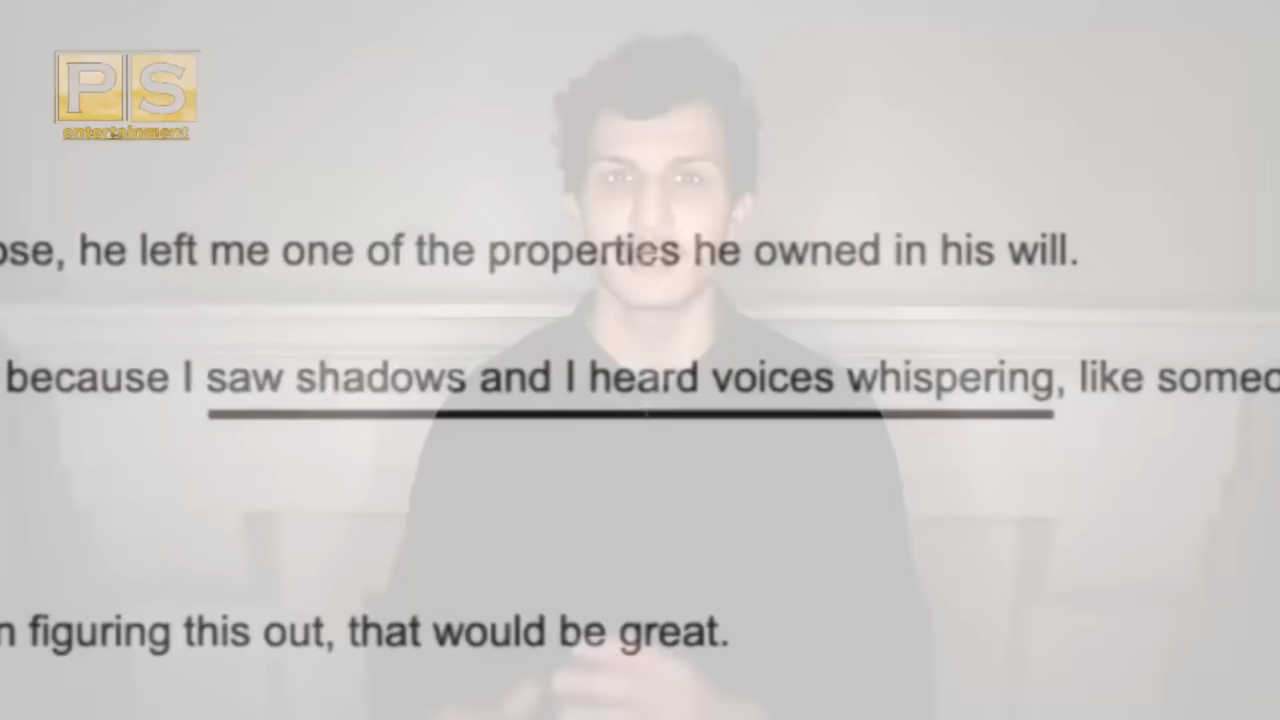 PS
entertainment
ose, he left me one of the properties he owned in his will.
because I saw shadows and I heard voices whispering, like someo
n figuring this out, that would be great.